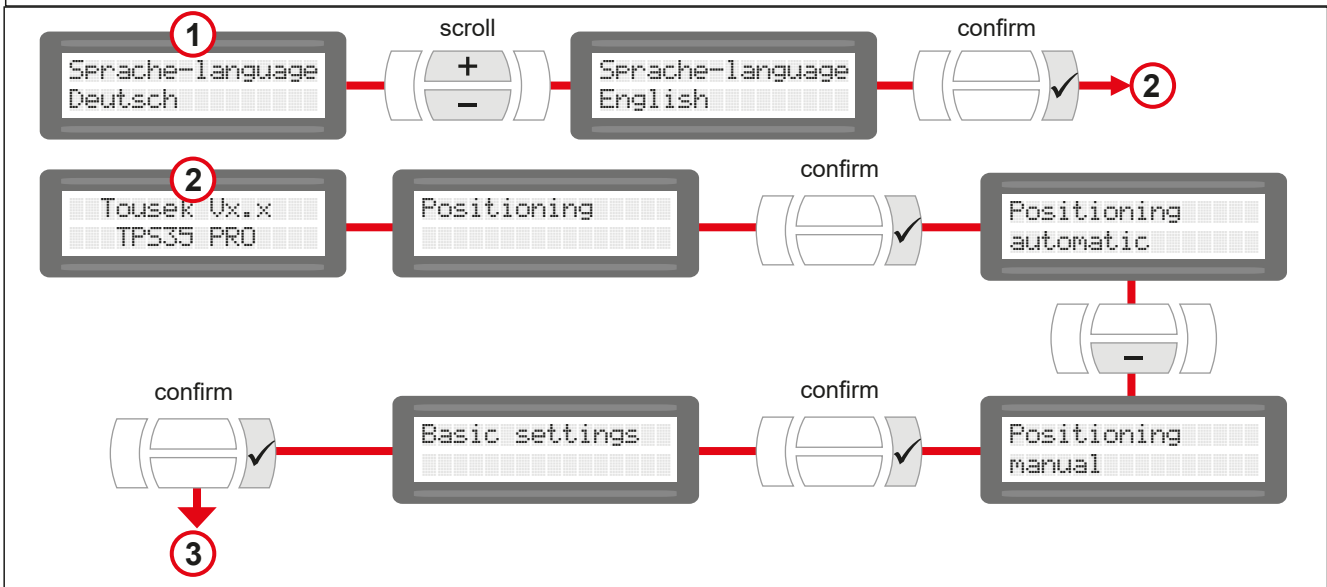 1
scroll
confirm
Sprache-language
Deutsch
+
−
Sprache-language
English
✓
2
2
Tousek Vx.x
TPS35 PRO
Positioning
confirm
✓
Positioning
automatic
−
confirm
✓
Basic settings
confirm
✓
Positioning
manual
3